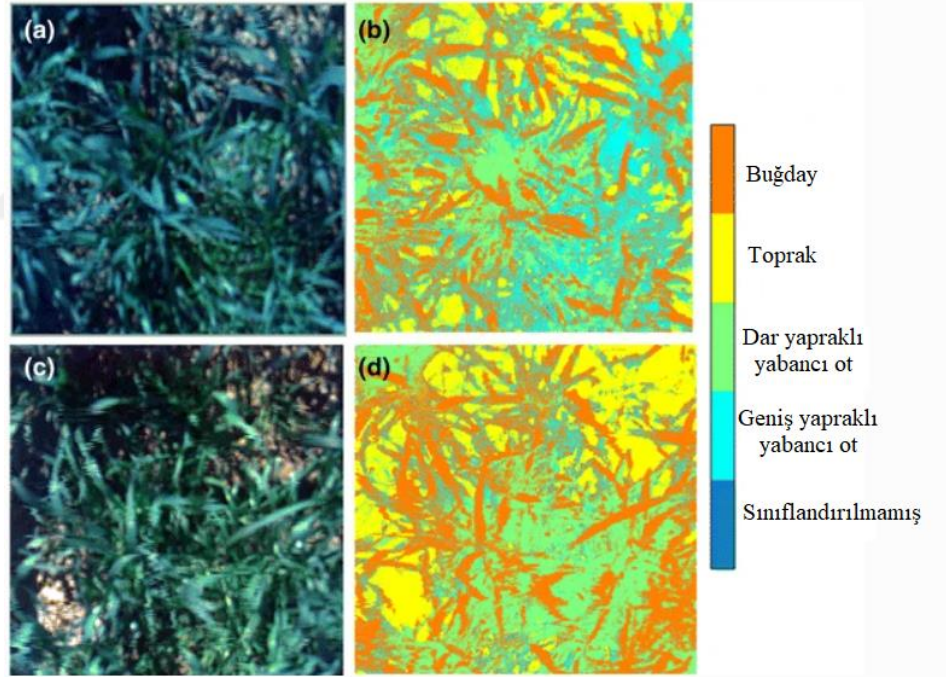 (a)
(b)
Buğday
Toprak
Dar yapraklı
yabancı ot
Geniş yapraklı
yabancı ot
Sınıflandırılmamış
(c)
(d)